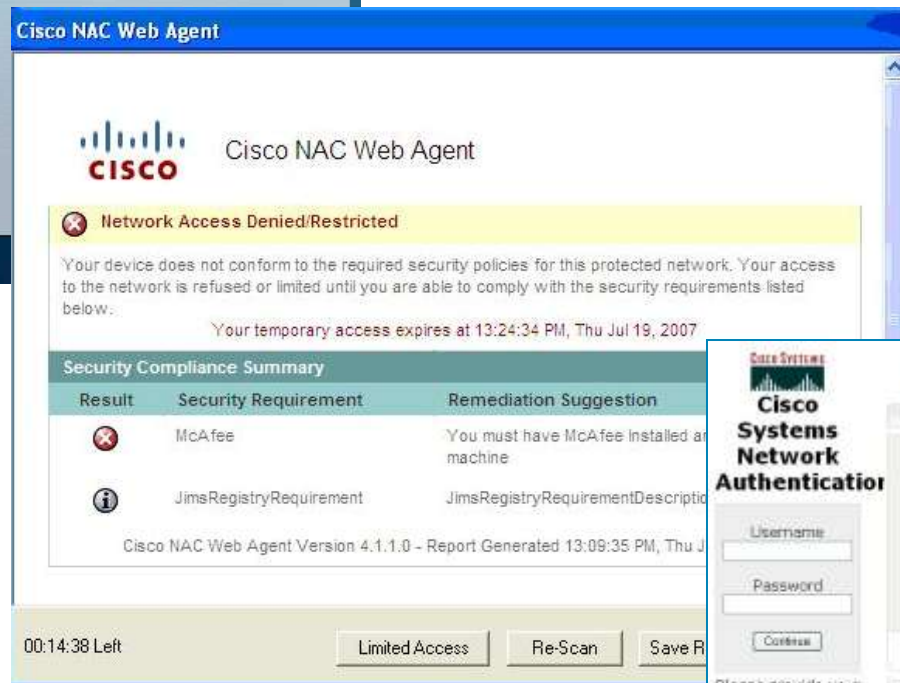 Cisco NAC Web Agent
CISCO
Cisco NAC Web Agent
Network Access Denied/Restricted
Your device does not conform to the required security policies for this protected network. Your access
to the network is refused or limited until you are able to comply with the security requirements listed
below.
Your temporary access expires at 13:24:34 PM, Thu Jul 19, 2007
Security Compliance Summary
Result Security Requirement Remediation Suggestion
McAfee You must have McAfee installed
machine
JimsRegistryRequirement
Cisco NAC Web Agent Version 4.1.1.0 - Report Generated 13:09:35 PM, Thu
00:14:38 Left Limited Access Re-Scan Save
Cisco Systems
Cisco
Systems
Network
Authentication
Username
Password
Continue